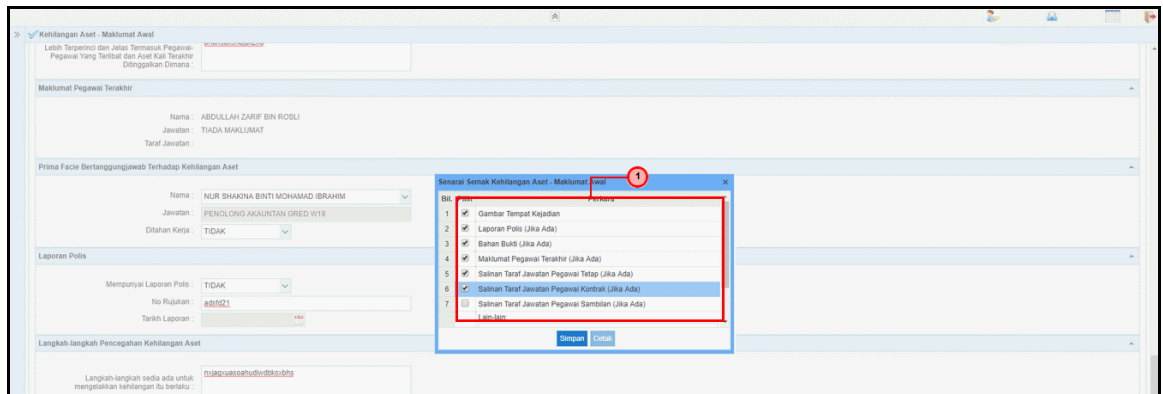 Kehilangan Aset - Maklumat Awal
Lebih Terperinci dan Jelas Termasuk Pegawai-
Pegawai Yang Terlibat dan Aset Kali Terakhir
Ditinggalkan Dimana :
Maklumat Pegawai Terakhir
Nama : ABDULLAH ZARIF BIN ROSLI
Jawatan : TIADA MAKLUMAT
Taraf Jawatan :
Prima Facie Bertanggungjawab Terhadap Kehilangan Aset
Nama : NUR SHAKINA BINTI MOHAMAD IBRAHIM
Jawatan : PENOLONG AKAUNTAN GRED W19
Ditahan Kerja : TIDAK
Laporan Polis
Mempunyai Laporan Polis : TIDAK
No Rujukan : adsfd21
Tarikh Laporan :
Langkah-langkah Pencegahan Kehilangan Aset
Langkah-langkah sedia ada untuk
mengelakkan kehilangan itu berlaku :
nxjagxuasoahudiwdbksxbhs
Senarai Semak Kehilangan Aset - Maklumat Awal
1
Bil. Pilih Perkara
1 Gambar Tempat Kejadian
2 Laporan Polis (Jika Ada)
3 Bahan Bukti (Jika Ada)
4 Maklumat Pegawai Terakhir (Jika Ada)
5 Salinan Taraf Jawatan Pegawai Tetap (Jika Ada)
6 Salinan Taraf Jawatan Pegawai Kontrak (Jika Ada)
7 Salinan Taraf Jawatan Pegawai Sambilan (Jika Ada)
Lain-lain:
Simpan Cetak